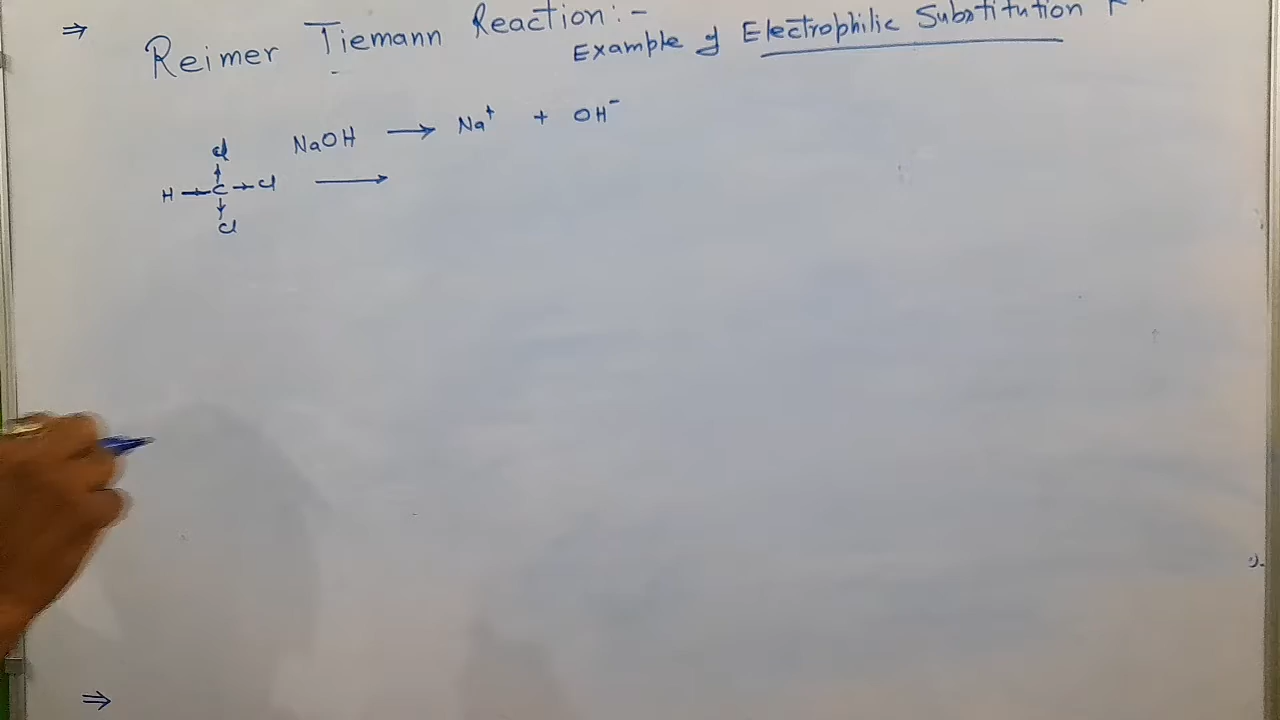 ⇒ Reimer Tiemann Reaction:-
Example of Electrophilic Substitution
NaOH → Na⁺ + OH⁻
Cl
H → C → Cl →
Cl
⇒